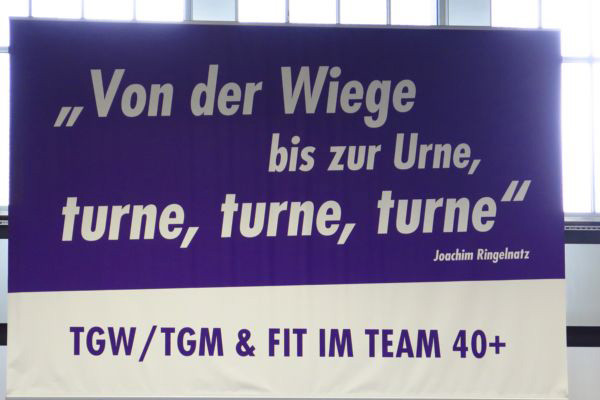 „Von der Wiege
bis zur Urne,
turne, turne, turne“
Joachim Ringelnatz
TGW/TGM & FIT IM TEAM 40+